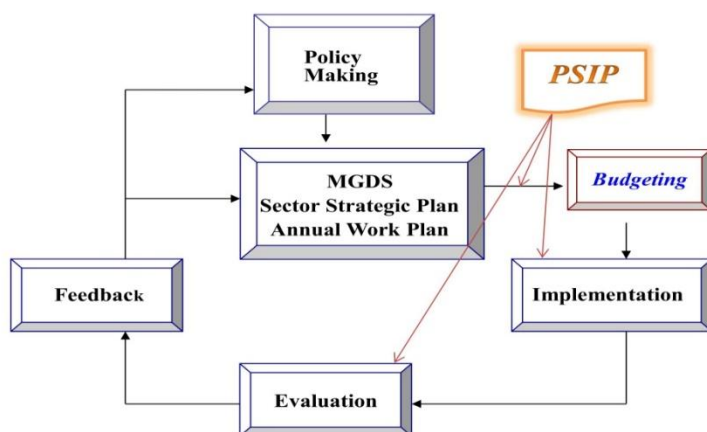 Policy
Making
PSIP
MGDS
Sector Strategic Plan
Annual Work Plan
Budgeting
Feedback
Implementation
Evaluation